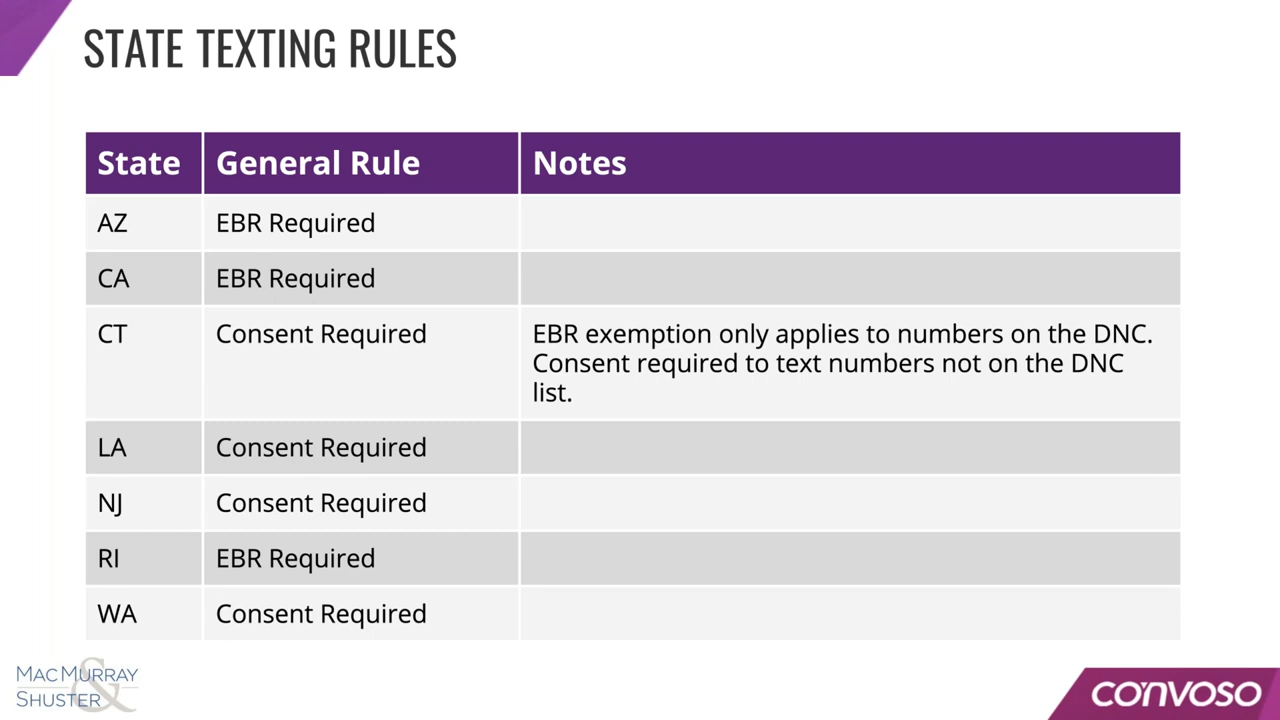 STATE TEXTING RULES
State General Rule Notes
AZ EBR Required
CA EBR Required
CT Consent Required EBR exemption only applies to numbers on the DNC.
Consent required to text numbers not on the DNC
list.
LA Consent Required
NJ Consent Required
RI EBR Required
WA Consent Required
MACMURRAY
&
SHUSTER
CONVOSO